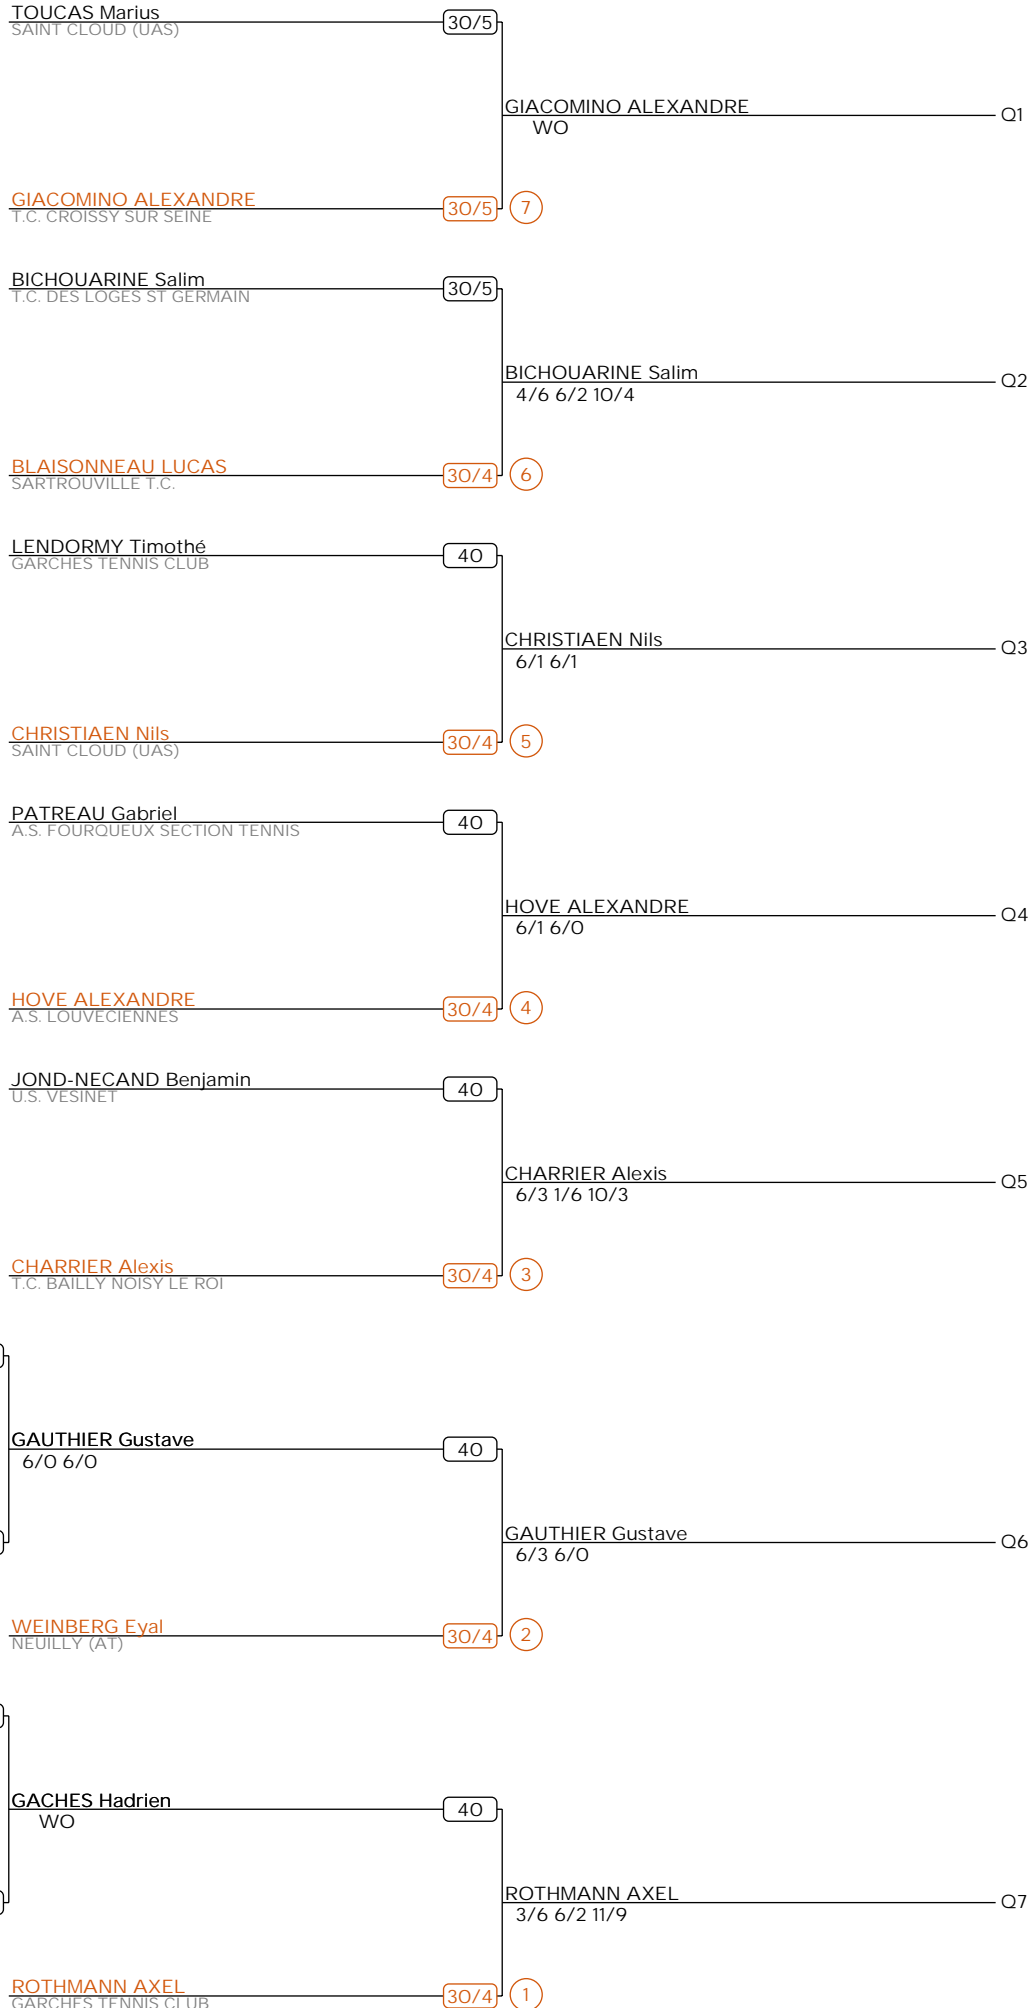 TOUCAS Marius
SAINT CLOUD (UAS)
30/5
GIACOMINO ALEXANDRE
WO
Q1
GIACOMINO ALEXANDRE
T.C. CROISSY SUR SEINE
30/5
7
BICHOUARINE Salim
T.C. DES LOGES ST GERMAIN
30/5
BICHOUARINE Salim
4/6 6/2 10/4
Q2
BLAISONNEAU LUCAS
SARTROUVILLE T.C.
30/4
6
LENDORMY Timothé
GARCHES TENNIS CLUB
40
CHRISTIAEN Nils
6/1 6/1
Q3
CHRISTIAEN Nils
SAINT CLOUD (UAS)
30/4
5
PATREAU Gabriel
A.S. FOURQUEUX SECTION TENNIS
40
HOVE ALEXANDRE
6/1 6/0
Q4
HOVE ALEXANDRE
A.S. LOUVECIENNES
30/4
4
JOND-NECAND Benjamin
U.S. VESINET
40
CHARRIER Alexis
6/3 1/6 10/3
Q5
CHARRIER Alexis
T.C. BAILLY NOISY LE ROI
30/4
3
GAUTHIER Gustave
6/0 6/0
40
GAUTHIER Gustave
6/3 6/0
Q6
WEINBERG Eyal
NEUILLY (AT)
30/4
2
GACHES Hadrien
WO
40
ROTHMANN AXEL
3/6 6/2 11/9
Q7
ROTHMANN AXEL
GARCHES TENNIS CLUB
30/4
1